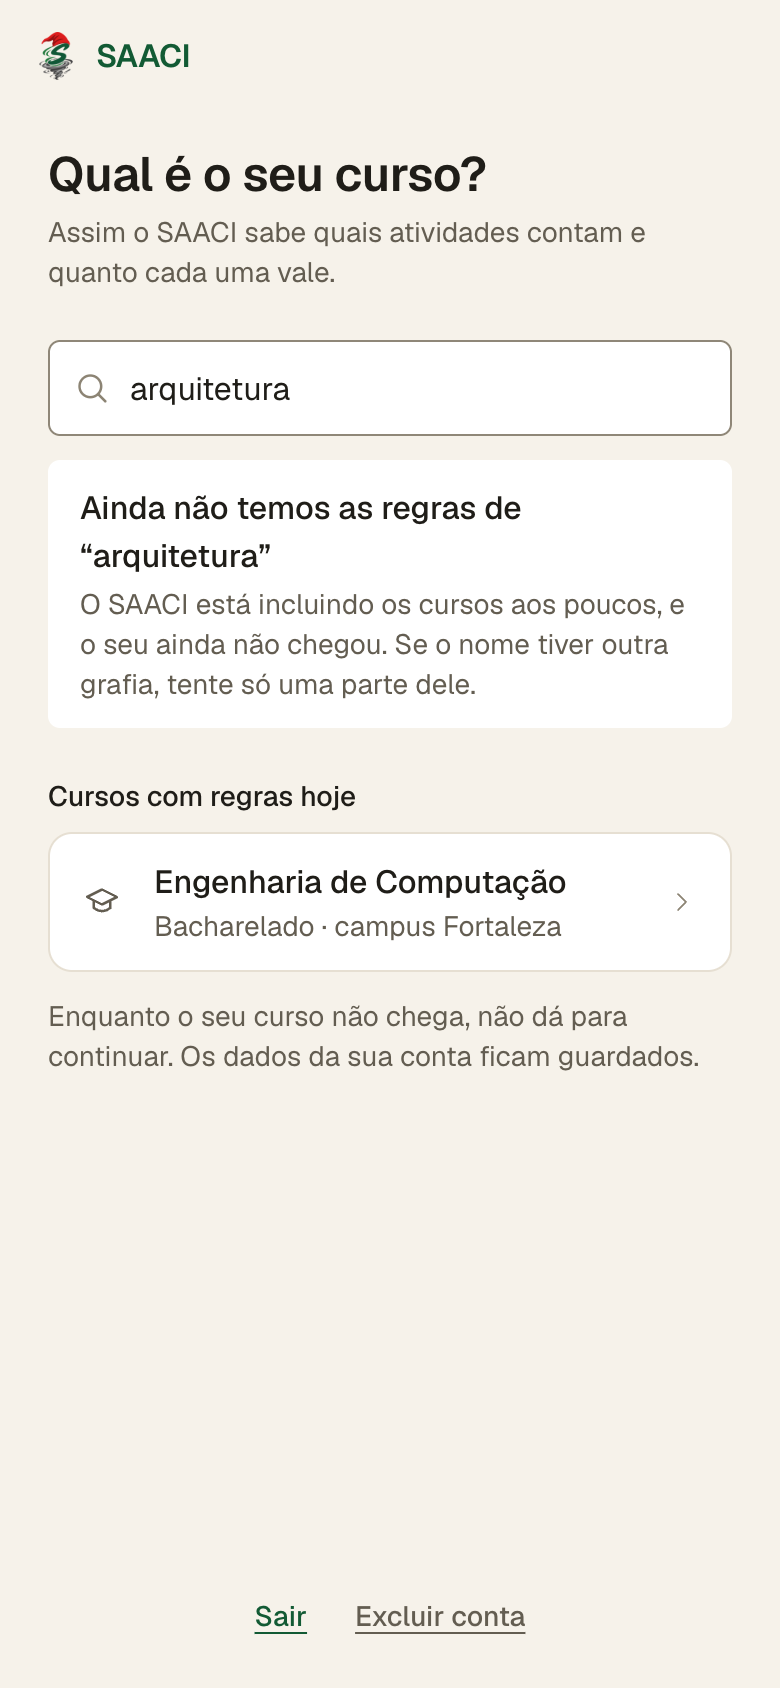 SAACI
Qual é o seu curso?
Assim o SAACI sabe quais atividades contam e
quanto cada uma vale.
arquitetura
Ainda não temos as regras de
“arquitetura”
O SAACI está incluindo os cursos aos poucos, e
o seu ainda não chegou. Se o nome tiver outra
grafia, tente só uma parte dele.
Cursos com regras hoje
Engenharia de Computação
Bacharelado · campus Fortaleza
Enquanto o seu curso não chega, não dá para
continuar. Os dados da sua conta ficam guardados.
Sair Excluir conta